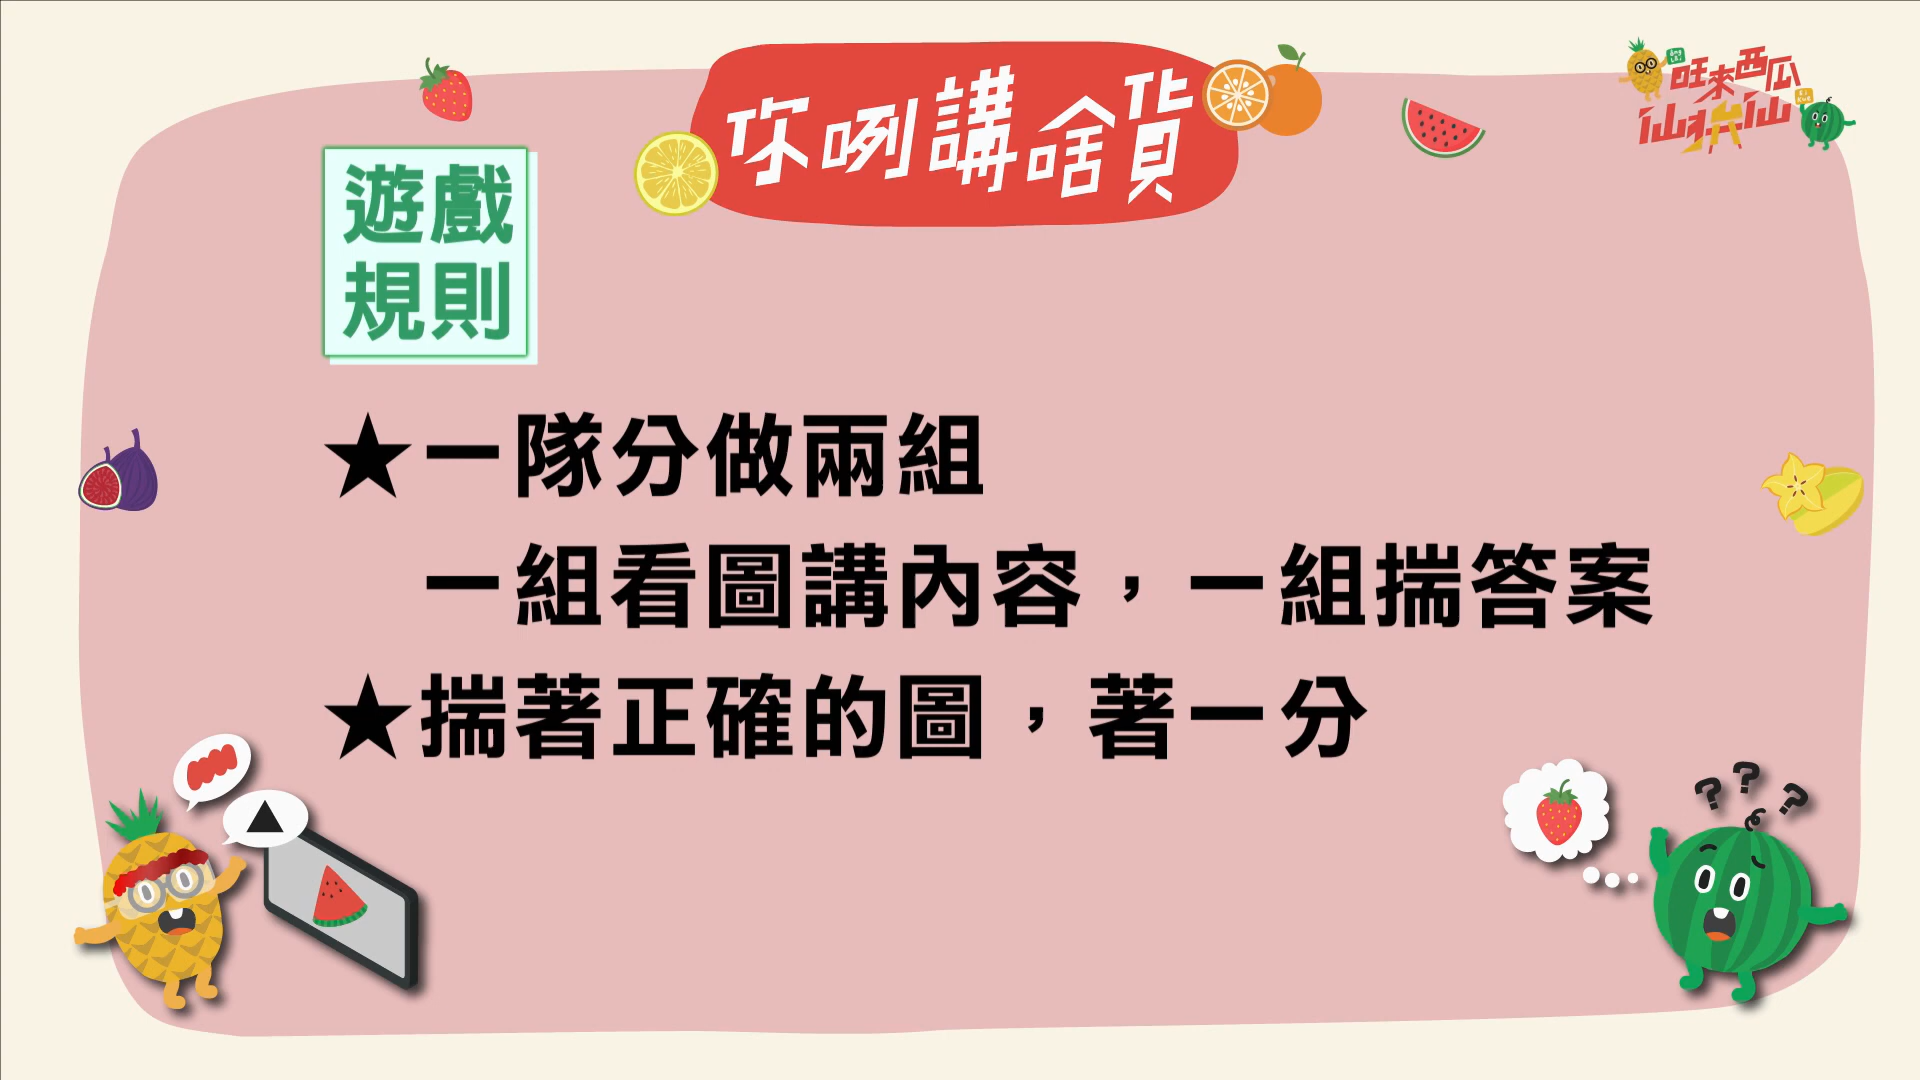 你咧講啥貨
旺來西瓜
仙拚仙
遊戲
規則
★一隊分做兩組
一組看圖講內容,一組揣答案
★揣著正確的圖,著一分
???